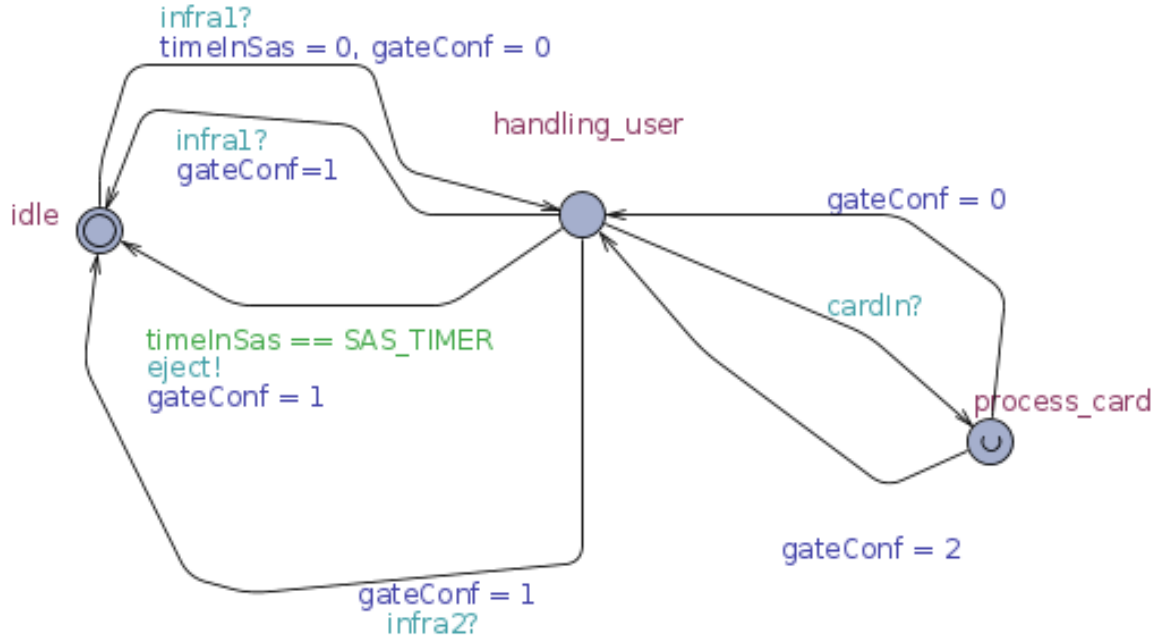 infra1?
timeInSas = 0, gateConf = 0
handling_user
infra1?
gateConf=1
gateConf = 0
idle
cardIn?
timeInSas == SAS_TIMER
eject!
gateConf = 1
process_card
gateConf = 2
gateConf = 1
infra2?